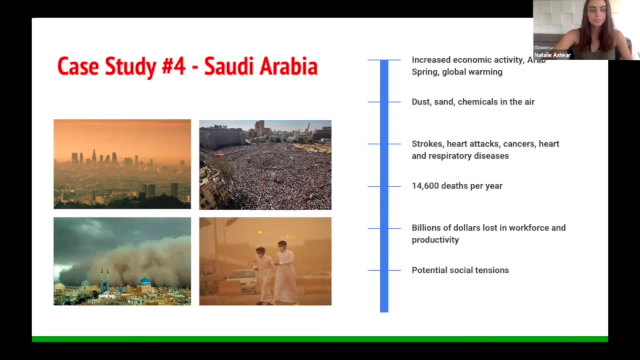 Natalie Ashkar
Case Study #4 - Saudi Arabia
Increased economic activity, Arab
Spring, global warming
Dust, sand, chemicals in the air
Strokes, heart attacks, cancers, heart
and respiratory diseases
14,600 deaths per year
Billions of dollars lost in workforce and
productivity
Potential social tensions